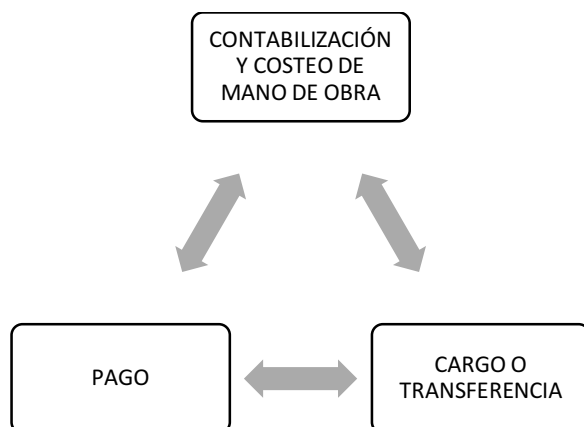 CONTABILIZACIÓN
Y COSTEO DE
MANO DE OBRA
PAGO
CARGO O
TRANSFERENCIA